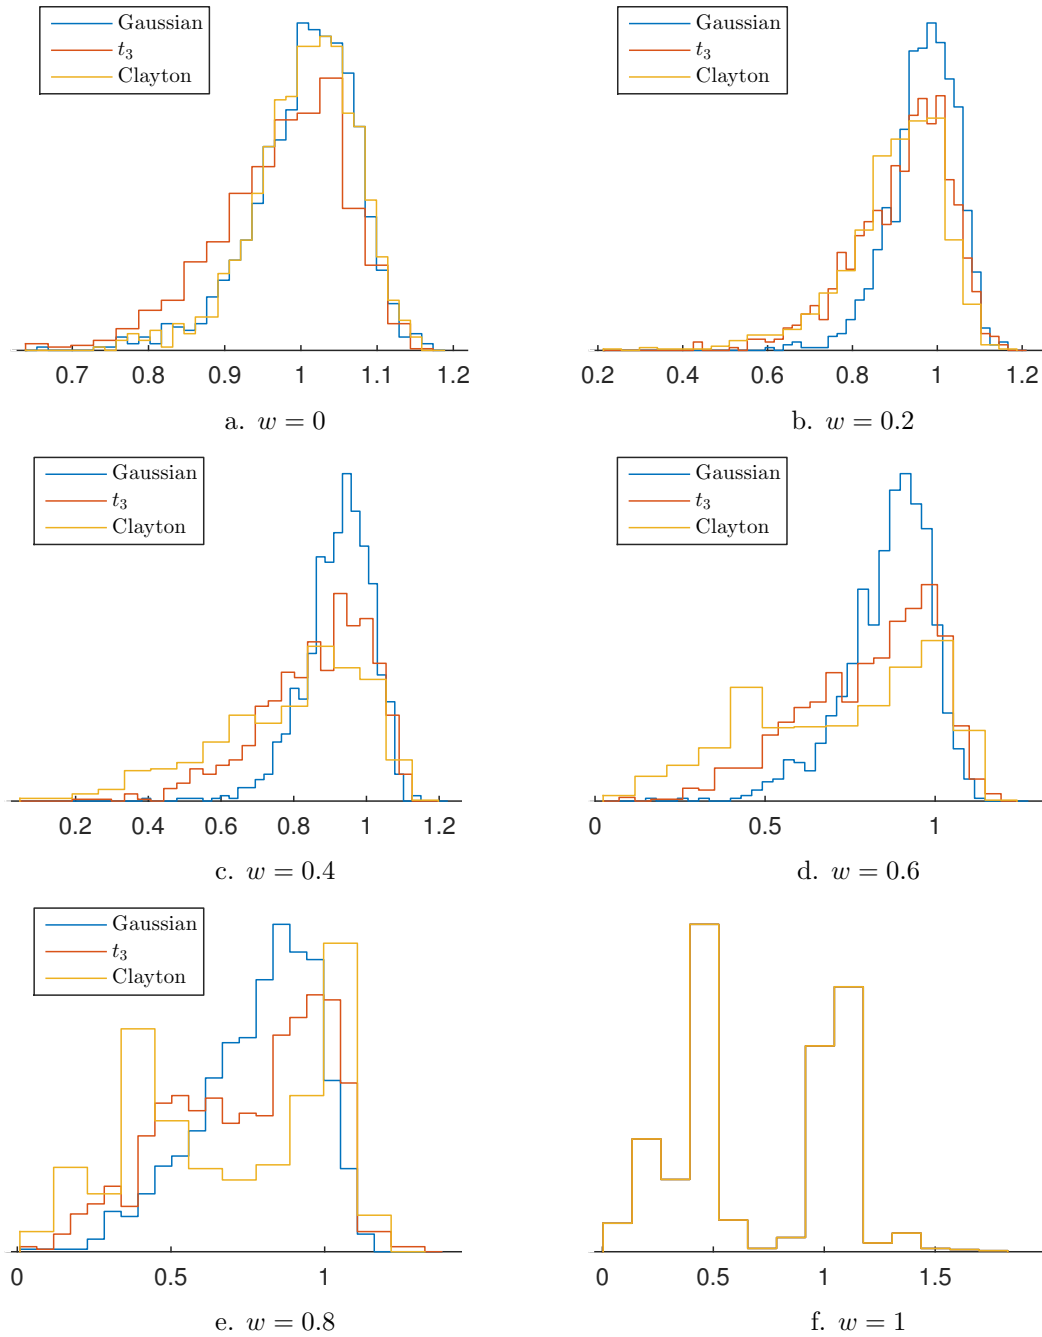 Gaussian
t₃
Clayton
0.7 0.8 0.9 1 1.1 1.2
a. w = 0
Gaussian
t₃
Clayton
0.2 0.4 0.6 0.8 1 1.2
b. w = 0.2
Gaussian
t₃
Clayton
0.2 0.4 0.6 0.8 1 1.2
c. w = 0.4
Gaussian
t₃
Clayton
0 0.5 1
d. w = 0.6
Gaussian
t₃
Clayton
0 0.5 1
e. w = 0.8
0 0.5 1 1.5
f. w = 1